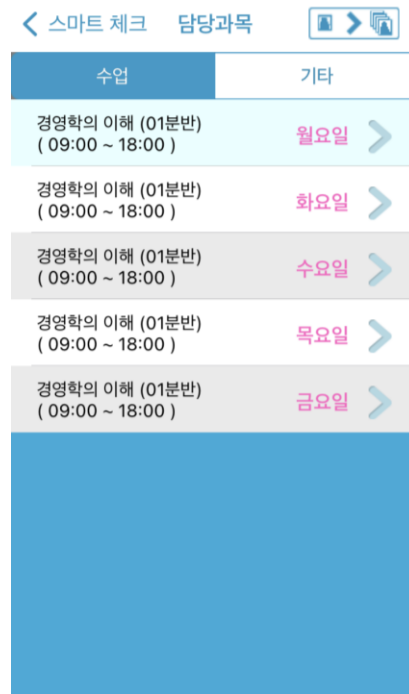 스마트 체크 담당과목
수업 기타
경영학의 이해 (01분반)
( 09:00 ~ 18:00 ) 월요일
경영학의 이해 (01분반)
( 09:00 ~ 18:00 ) 화요일
경영학의 이해 (01분반)
( 09:00 ~ 18:00 ) 수요일
경영학의 이해 (01분반)
( 09:00 ~ 18:00 ) 목요일
경영학의 이해 (01분반)
( 09:00 ~ 18:00 ) 금요일